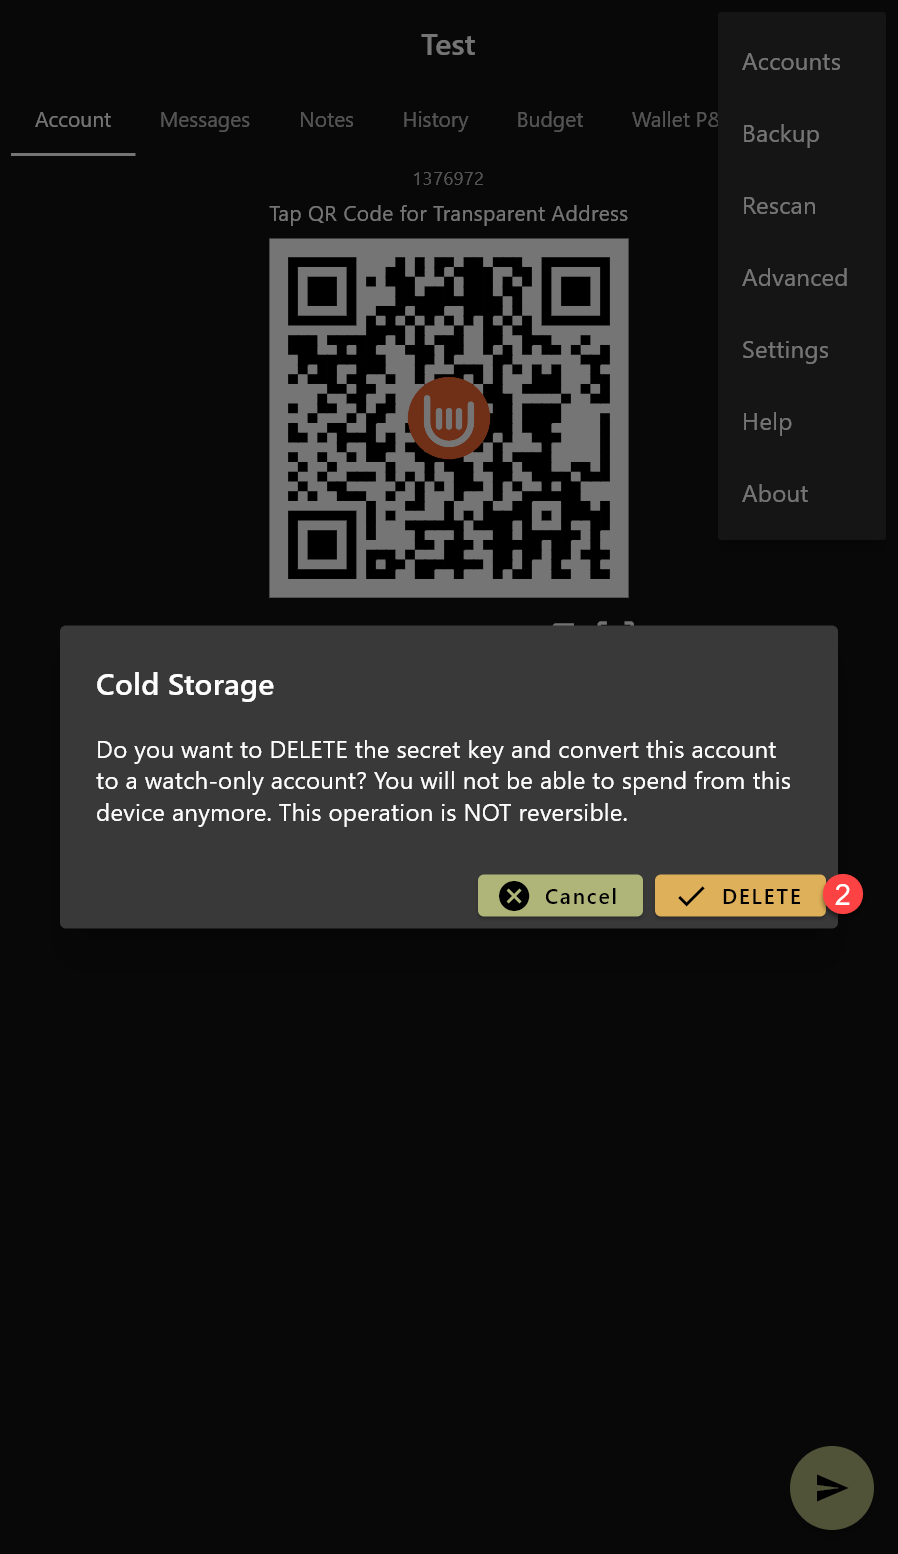 Test
Account Messages Notes History Budget Wallet P&
1376972
Tap QR Code for Transparent Address
Accounts
Backup
Rescan
Advanced
Settings
Help
About
Cold Storage
Do you want to DELETE the secret key and convert this account
to a watch-only account? You will not be able to spend from this
device anymore. This operation is NOT reversible.
Cancel DELETE 2